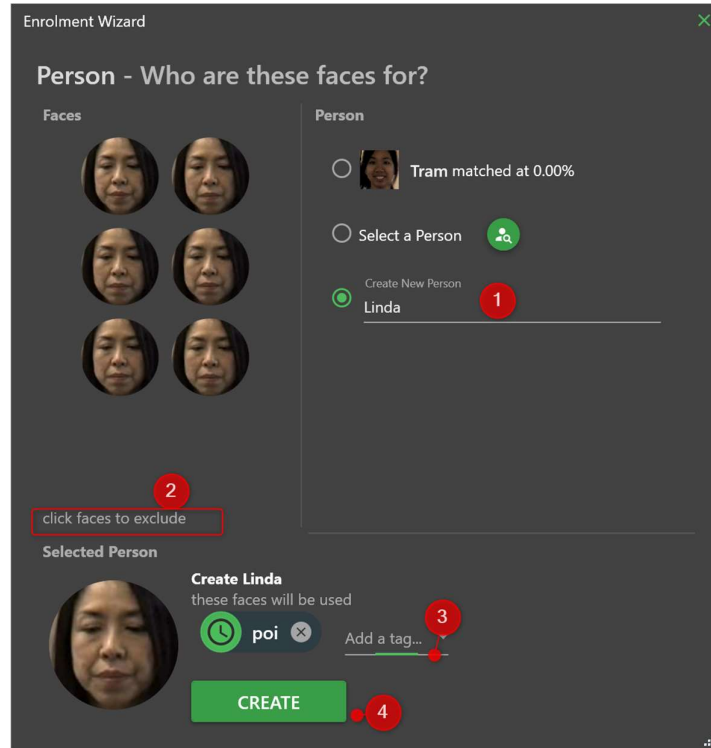 Enrolment Wizard
Person - Who are these faces for?
Faces
Person
Tram matched at 0.00%
Select a Person
Create New Person
Linda
1
2
click faces to exclude
Selected Person
Create Linda
these faces will be used
poi
Add a tag...
3
CREATE
4